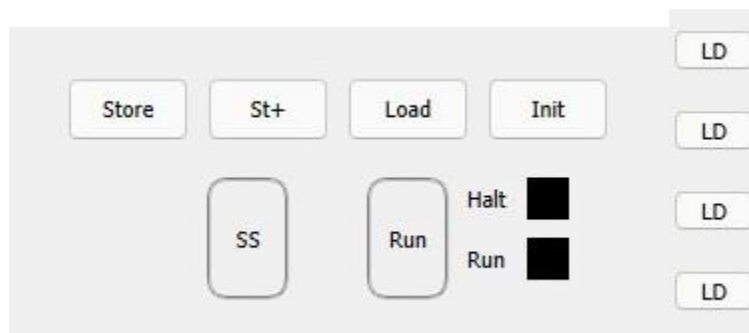 LD
Store St+ Load Init
LD
Halt
LD
SS Run
Run
LD